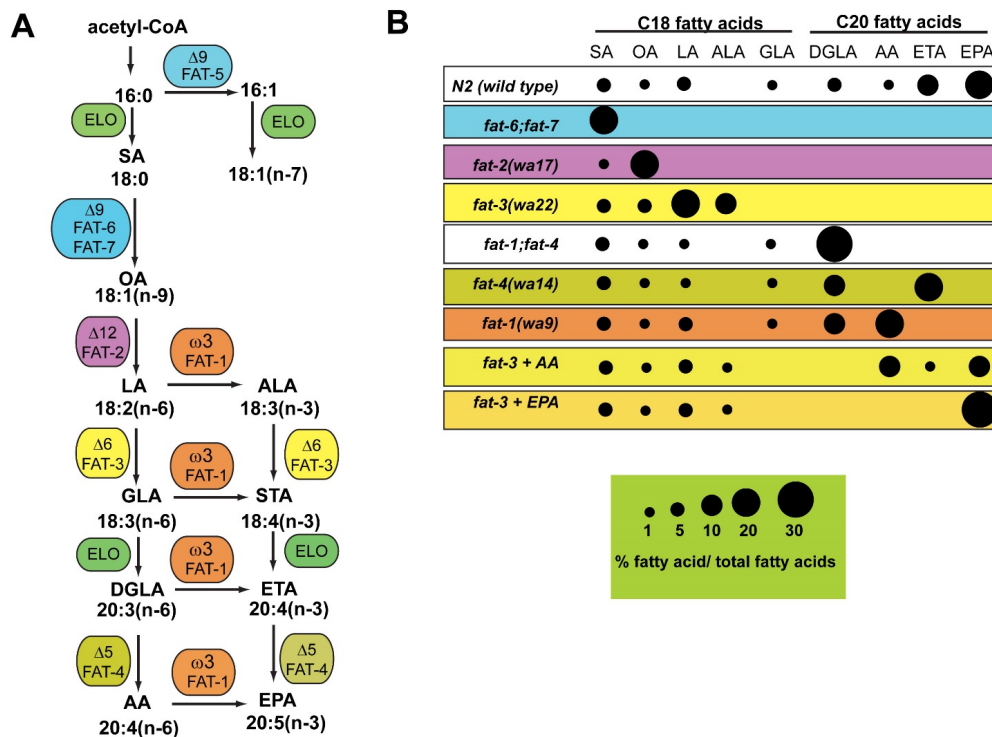 A
acetyl-CoA
Δ9
FAT-5
16:0
16:1
ELO
ELO
SA
18:0
18:1(n-7)
Δ9
FAT-6
FAT-7
OA
18:1(n-9)
Δ12
FAT-2
ω3
FAT-1
LA
ALA
18:2(n-6)
18:3(n-3)
Δ6
FAT-3
ω3
FAT-1
Δ6
FAT-3
GLA
STA
18:3(n-6)
18:4(n-3)
ELO
ω3
FAT-1
ELO
DGLA
ETA
20:3(n-6)
20:4(n-3)
Δ5
FAT-4
ω3
FAT-1
Δ5
FAT-4
AA
EPA
20:4(n-6)
20:5(n-3)
B
C18 fatty acids C20 fatty acids
SA OA LA ALA GLA DGLA AA ETA EPA
N2 (wild type)
fat-6;fat-7
fat-2(wa17)
fat-3(wa22)
fat-1;fat-4
fat-4(wa14)
fat-1(wa9)
fat-3 + AA
fat-3 + EPA
1 5 10 20 30
% fatty acid/ total fatty acids